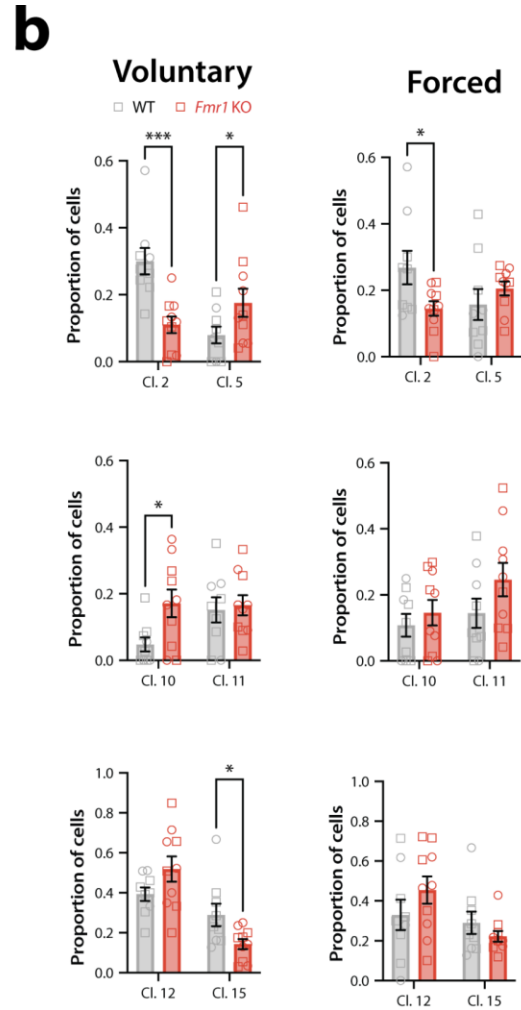 b
Voluntary
Forced
WT Fmr1 KO
*** *
*
Proportion of cells
0.6
0.4
0.2
0.0
Cl. 2 Cl. 5
Proportion of cells
0.6
0.4
0.2
0.0
Cl. 2 Cl. 5
*
Proportion of cells
0.6
0.4
0.2
0.0
Cl. 10 Cl. 11
Proportion of cells
0.6
0.4
0.2
0.0
Cl. 10 Cl. 11
*
Proportion of cells
1.0
0.8
0.6
0.4
0.2
0.0
Cl. 12 Cl. 15
Proportion of cells
1.0
0.8
0.6
0.4
0.2
0.0
Cl. 12 Cl. 15